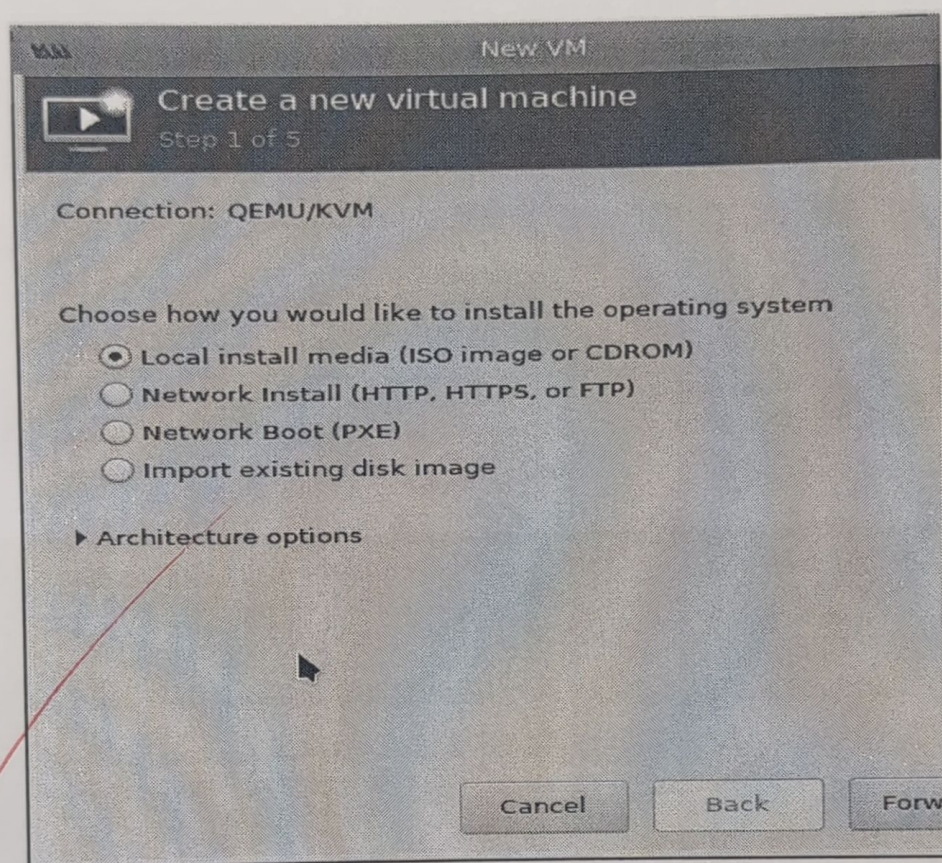 New VM
Create a new virtual machine
Step 1 of 5
Connection: QEMU/KVM
Choose how you would like to install the operating system
Local install media (ISO image or CDROM)
Network Install (HTTP, HTTPS, or FTP)
Network Boot (PXE)
Import existing disk image
Architecture options
Cancel Back Forw